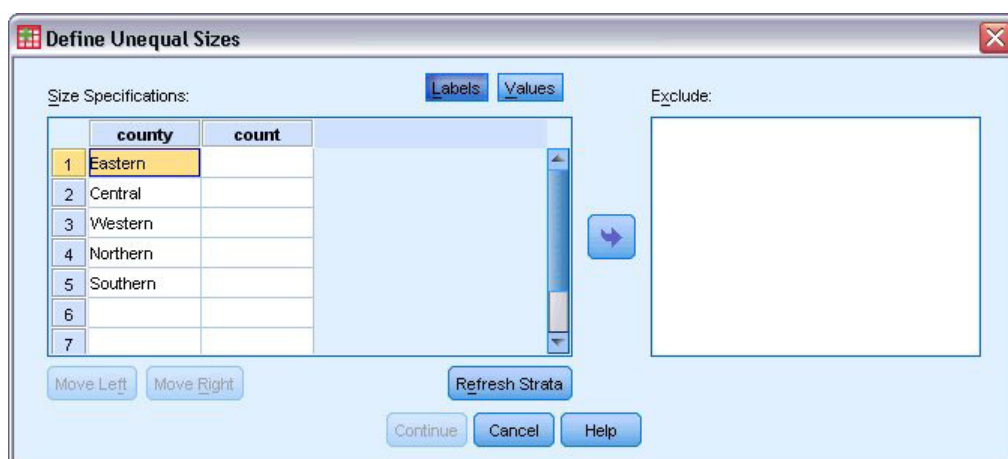 Define Unequal Sizes
Size Specifications:
Labels Values
Exclude:
county count
1 Eastern
2 Central
3 Western
4 Northern
5 Southern
6
7
Move Left Move Right
Refresh Strata
Continue Cancel Help